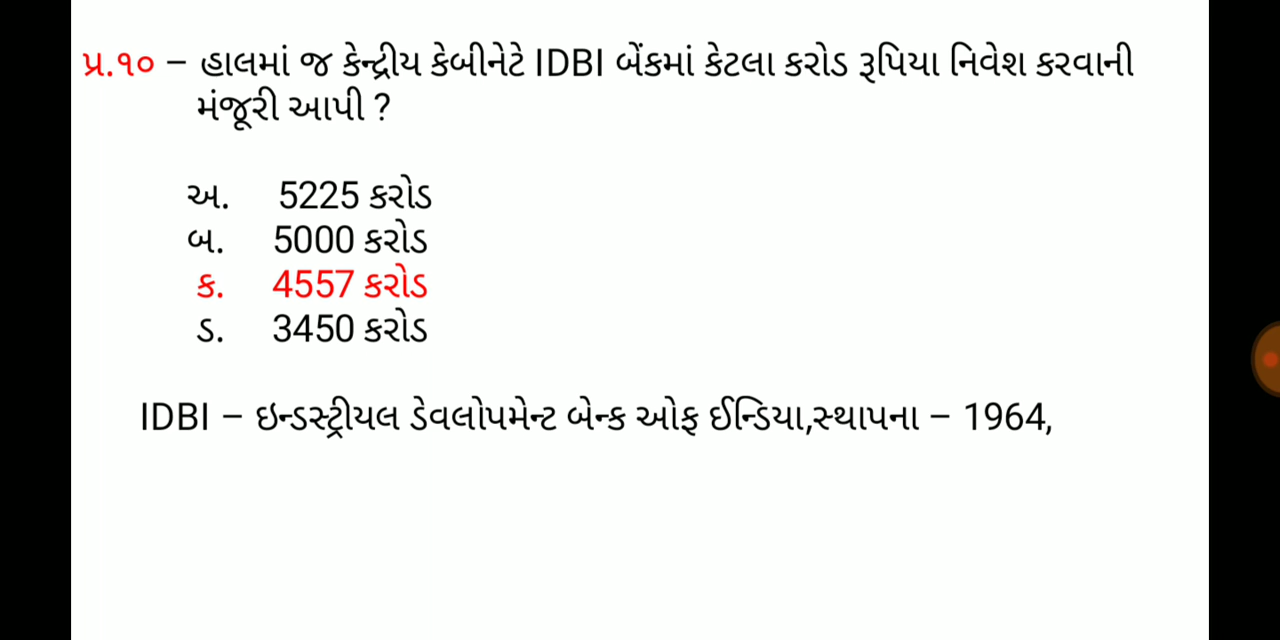 પ્ર.૧૦ – હાલમાં જ કેન્દ્રીય કેબીનેટે IDBI બેંકમાં કેટલા કરોડ રૂપિયા નિવેશ કરવાની
મંજૂરી આપી ?
અ. 5225 કરોડ
બ. 5000 કરોડ
ક. 4557 કરોડ
ડ. 3450 કરોડ
IDBI – ઇન્ડસ્ટ્રીયલ ડેવલોપમેન્ટ બેન્ક ઓફ ઈન્ડિયા,સ્થાપના – 1964,